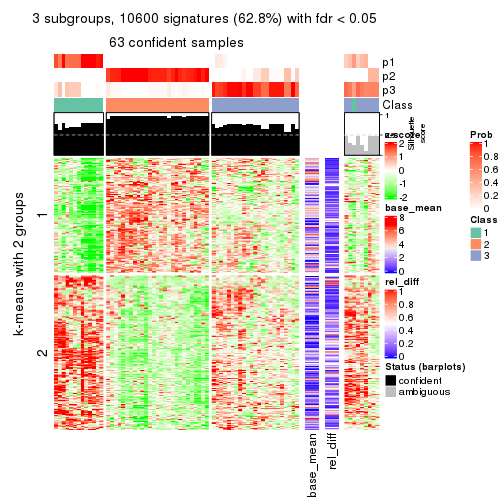 3 subgroups, 10600 signatures (62.8%) with fdr < 0.05
63 confident samples
p1
p2
p3
Class
1
Silhouette
score
z-score
2
1
0
-1
-2
base_mean
8
6
4
2
0
rel_diff
1
0.8
0.6
0.4
0.2
0
Status (barplots)
confident
ambiguous
Prob
1
0.8
0.6
0.4
0.2
0
Class
1
2
3
k-means with 2 groups
1
2
base_mean
rel_diff